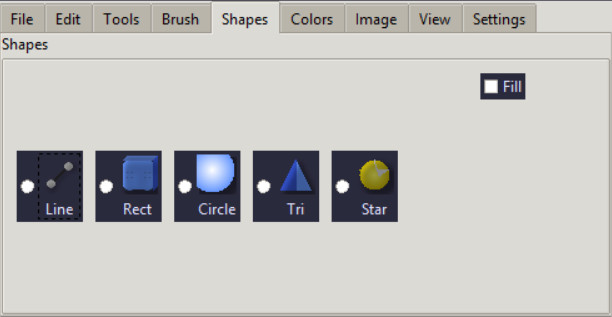 File Edit Tools Brush Shapes Colors Image View Settings
Shapes
Fill
Line Rect Circle Tri Star